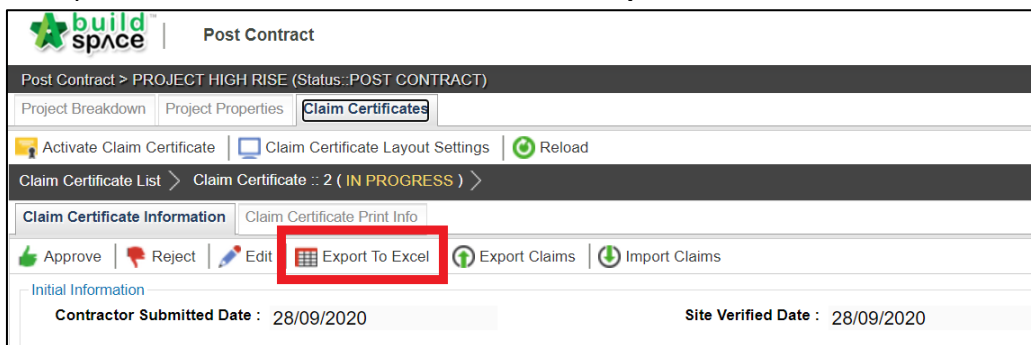 build space Post Contract
Post Contract > PROJECT HIGH RISE (Status::POST CONTRACT)
Project Breakdown Project Properties Claim Certificates
Activate Claim Certificate Claim Certificate Layout Settings Reload
Claim Certificate List > Claim Certificate :: 2 ( IN PROGRESS ) >
Claim Certificate Information Claim Certificate Print Info
Approve Reject Edit Export To Excel Export Claims Import Claims
Initial Information
Contractor Submitted Date : 28/09/2020 Site Verified Date : 28/09/2020